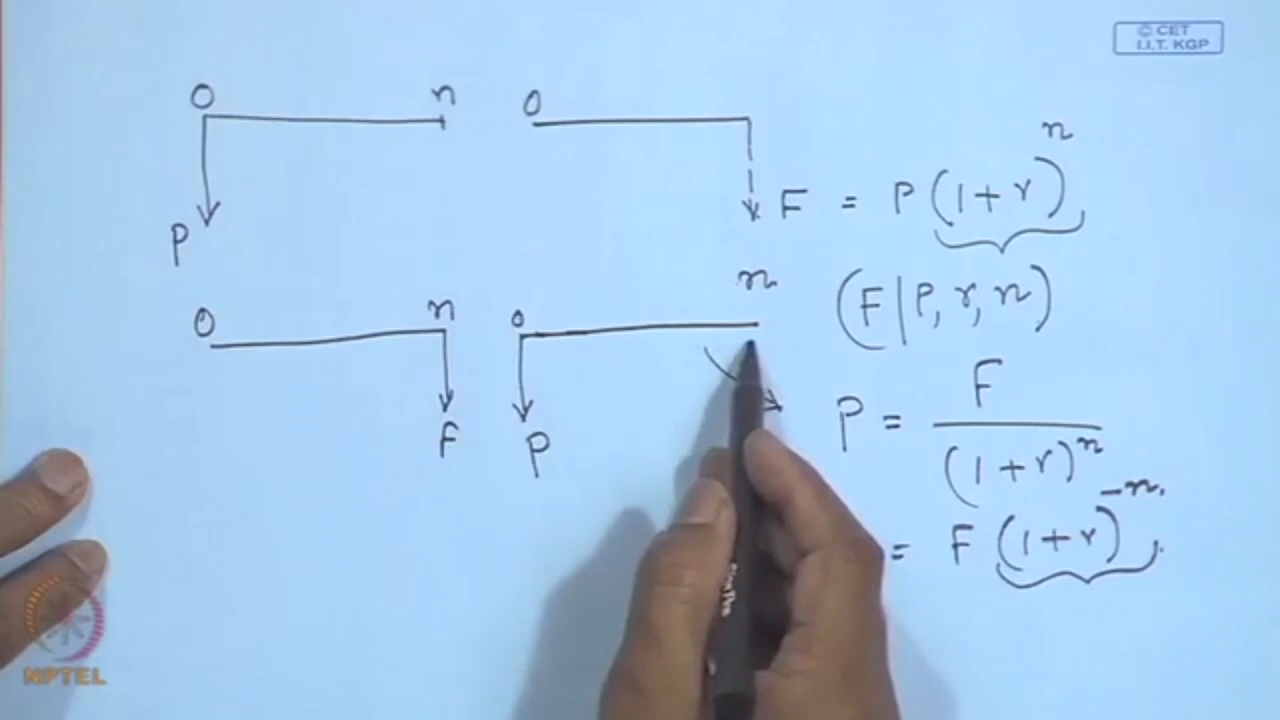 © CET
I.I.T. KGP
0 n 0
P
F = P(1+r)^n
(F|P, r, n)
0 n 0 n
F P
P = F / (1+r)^n
= F(1+r)^-n.
NPTEL